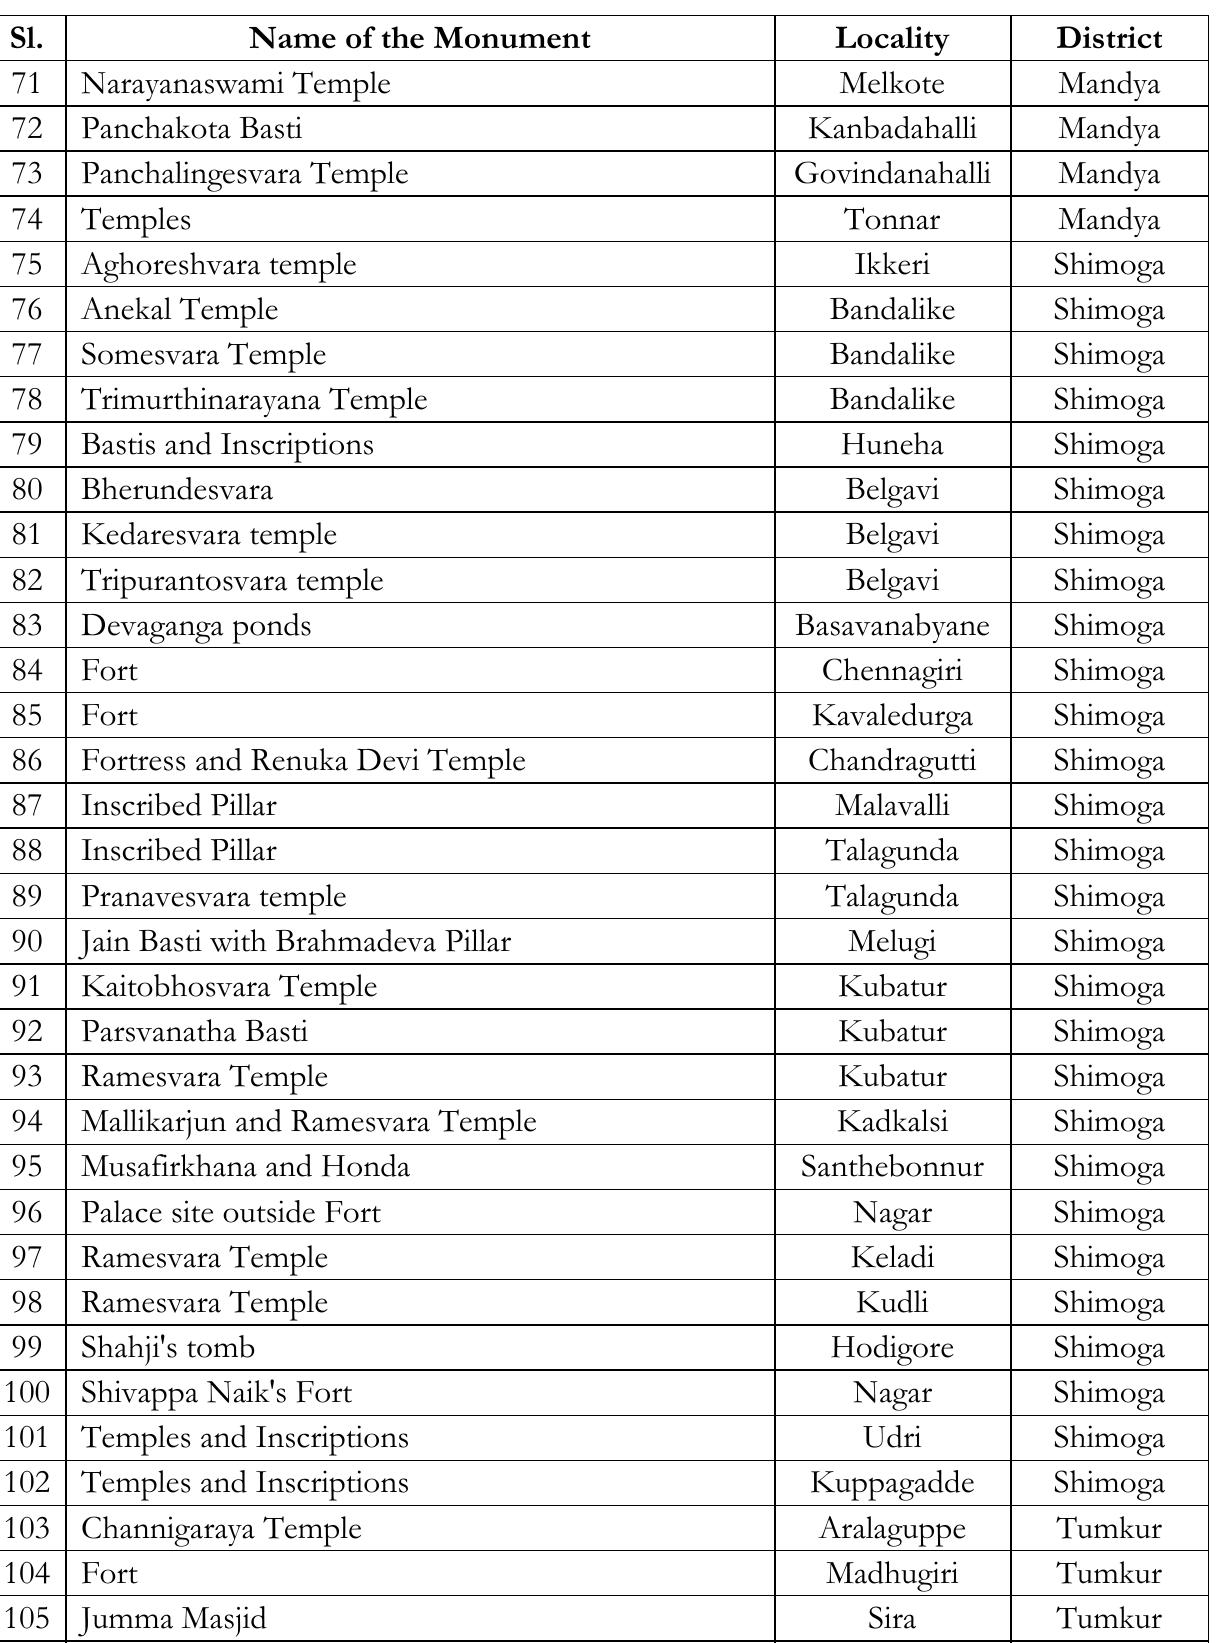 Sl. Name of the Monument Locality District
71 Narayanaswami Temple Melkote Mandya
72 Panchakota Basti Kanbadahalli Mandya
73 Panchalingesvara Temple Govindanahalli Mandya
74 Temples Tonnar Mandya
75 Aghoreshvara temple Ikkeri Shimoga
76 Anekal Temple Bandalike Shimoga
77 Somesvara Temple Bandalike Shimoga
78 Trimurthinarayana Temple Bandalike Shimoga
79 Bastis and Inscriptions Huneha Shimoga
80 Bherundesvara Belgavi Shimoga
81 Kedaresvara temple Belgavi Shimoga
82 Tripurantosvara temple Belgavi Shimoga
83 Devaganga ponds Basavanabyane Shimoga
84 Fort Chennagiri Shimoga
85 Fort Kavaledurga Shimoga
86 Fortress and Renuka Devi Temple Chandragutti Shimoga
87 Inscribed Pillar Malavalli Shimoga
88 Inscribed Pillar Talagunda Shimoga
89 Pranavesvara temple Talagunda Shimoga
90 Jain Basti with Brahmadeva Pillar Melugi Shimoga
91 Kaitobhosvara Temple Kubatur Shimoga
92 Parsvanatha Basti Kubatur Shimoga
93 Ramesvara Temple Kubatur Shimoga
94 Mallikarjun and Ramesvara Temple Kadkalsi Shimoga
95 Musafirkhana and Honda Santhebonnur Shimoga
96 Palace site outside Fort Nagar Shimoga
97 Ramesvara Temple Keladi Shimoga
98 Ramesvara Temple Kudli Shimoga
99 Shahji's tomb Hodigore Shimoga
100 Shivappa Naik's Fort Nagar Shimoga
101 Temples and Inscriptions Udri Shimoga
102 Temples and Inscriptions Kuppagadde Shimoga
103 Channigaraya Temple Aralaguppe Tumkur
104 Fort Madhugiri Tumkur
105 Jumma Masjid Sira Tumkur